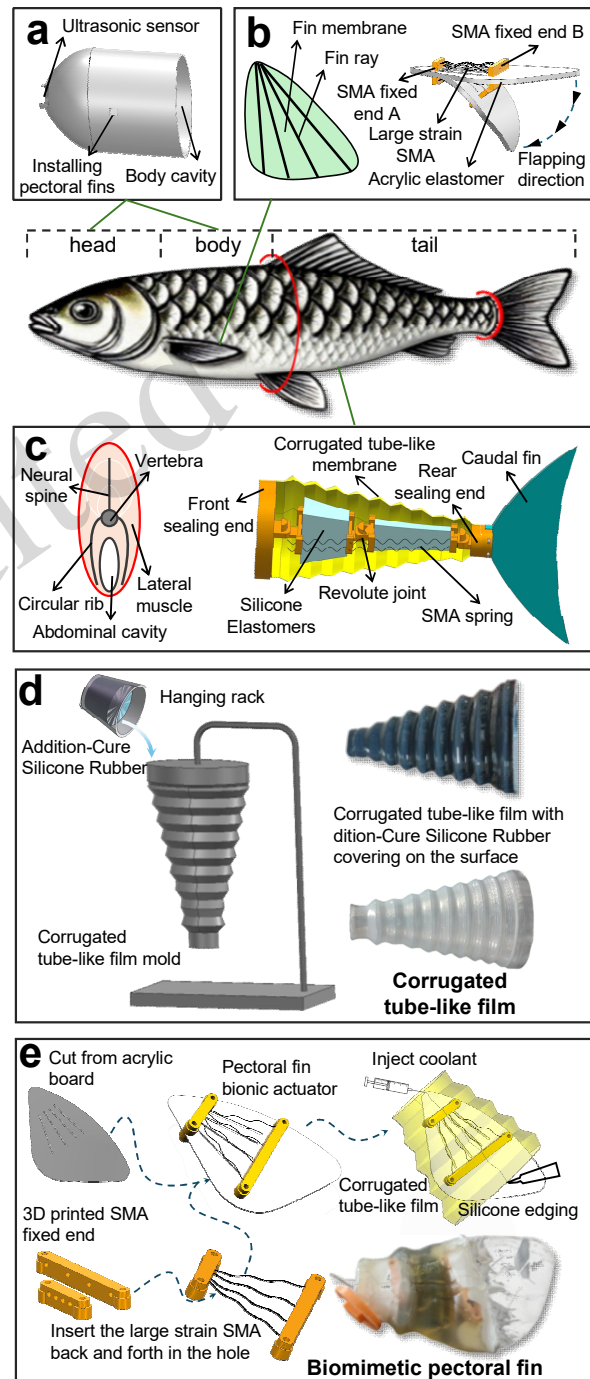 a
Ultrasonic sensor
Installing
pectoral fins
Body cavity
b
Fin membrane
Fin ray
SMA fixed end B
SMA fixed
end A
Large strain
SMA
Acrylic elastomer
Flapping
direction
head
body
tail
c
Neural
spine
Vertebra
Circular rib
Lateral
muscle
Abdominal cavity
Corrugated tube-like
membrane
Front
sealing end
Rear
sealing end
Caudal fin
Silicone
Elastomers
Revolute joint
SMA spring
d
Hanging rack
Addition-Cure
Silicone Rubber
Corrugated
tube-like film mold
Corrugated tube-like film with
dition-Cure Silicone Rubber
covering on the surface
Corrugated
tube-like film
e
Cut from acrylic
board
Pectoral fin
bionic actuator
Inject coolant
Corrugated
tube-like film
Silicone edging
3D printed SMA
fixed end
Insert the large strain SMA
back and forth in the hole
Biomimetic pectoral fin